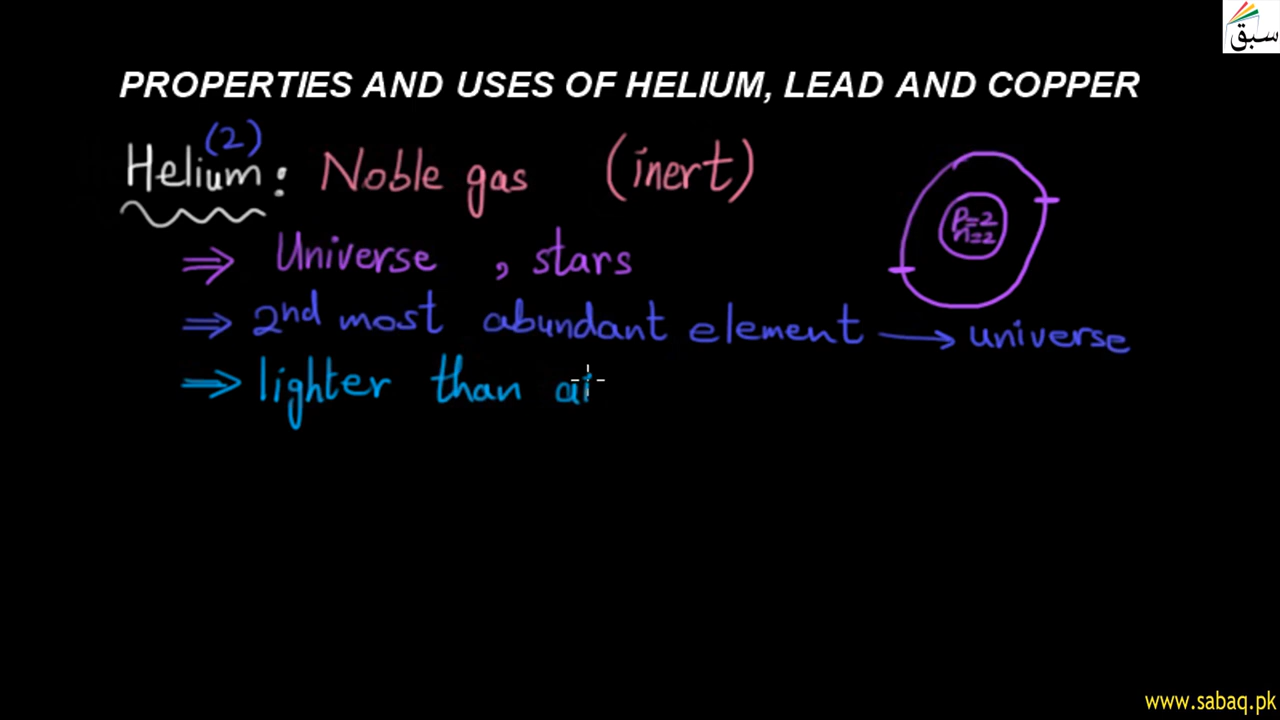 سبق
PROPERTIES AND USES OF HELIUM, LEAD AND COPPER
(2)
Helium: Noble gas (inert)
P=2
n=2
⇒ Universe , stars
⇒ 2nd most abundant element → universe
⇒ lighter than ai
www.sabaq.pk